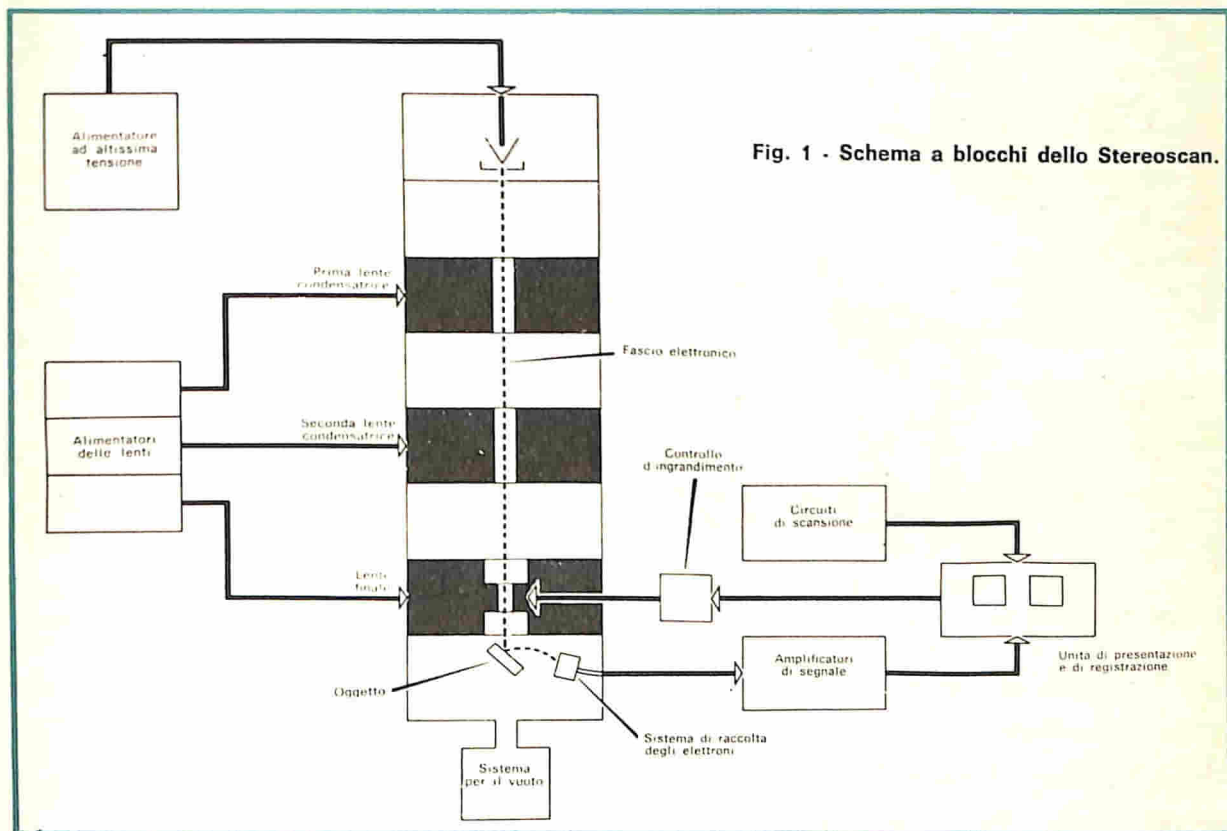 Alimentatore
ad altissima
tensione
Fig. 1 - Schema a blocchi dello Stereoscan.
Prima lente
condensatrice
Fascio elettronico
Alimentatori
delle lenti
Seconda lente
condensatrice
Controllo
d'ingrandimento
Circuiti
di scansione
Lenti
finali
Unità di presentazione
e di registrazione
Amplificatori
di segnale
Oggetto
Sistema di raccolta
degli elettroni
Sistema
per il vuoto